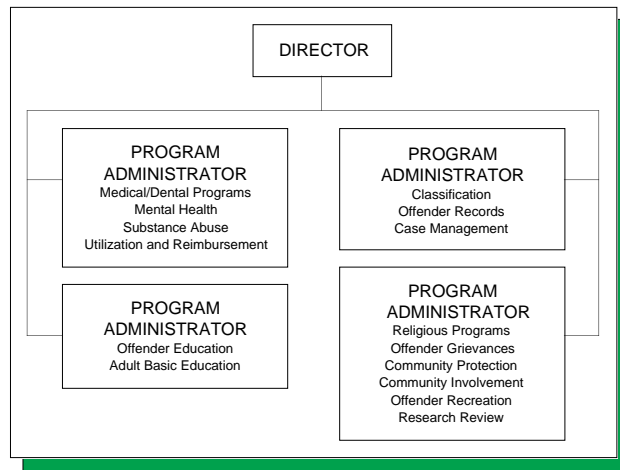 DIRECTOR
PROGRAM
ADMINISTRATOR
Medical/Dental Programs
Mental Health
Substance Abuse
Utilization and Reimbursement
PROGRAM
ADMINISTRATOR
Classification
Offender Records
Case Management
PROGRAM
ADMINISTRATOR
Offender Education
Adult Basic Education
PROGRAM
ADMINISTRATOR
Religious Programs
Offender Grievances
Community Protection
Community Involvement
Offender Recreation
Research Review